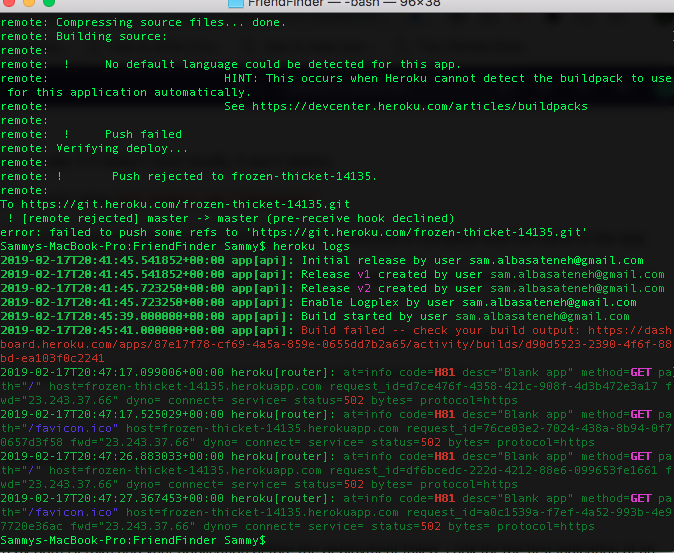 FriendFinder — -bash — 96×38
remote: Compressing source files... done.
remote: Building source:
remote:
remote:  !     No default language could be detected for this app.
remote:                         HINT: This occurs when Heroku cannot detect the buildpack to use
 for this application automatically.
remote:                         See https://devcenter.heroku.com/articles/buildpacks
remote:
remote:  !     Push failed
remote: Verifying deploy...
remote:
remote: !       Push rejected to frozen-thicket-14135.
remote:
To https://git.heroku.com/frozen-thicket-14135.git
 ! [remote rejected] master -> master (pre-receive hook declined)
error: failed to push some refs to 'https://git.heroku.com/frozen-thicket-14135.git'
Sammys-MacBook-Pro:FriendFinder Sammy$ heroku logs
2019-02-17T20:41:45.541852+00:00 app[api]: Initial release by user sam.albasateneh@gmail.com
2019-02-17T20:41:45.541852+00:00 app[api]: Release v1 created by user sam.albasateneh@gmail.com
2019-02-17T20:41:45.723250+00:00 app[api]: Release v2 created by user sam.albasateneh@gmail.com
2019-02-17T20:41:45.723250+00:00 app[api]: Enable Logplex by user sam.albasateneh@gmail.com
2019-02-17T20:45:39.000000+00:00 app[api]: Build started by user sam.albasateneh@gmail.com
2019-02-17T20:45:41.000000+00:00 app[api]: Build failed -- check your build output: https://dash
board.heroku.com/apps/87e17f78-cf69-4a5a-859e-0655dd7b2a65/activity/builds/d90d5523-2390-4f6f-88
bd-ea103f0c2241
2019-02-17T20:47:17.099006+00:00 heroku[router]: at=info code=H81 desc="Blank app" method=GET pa
th="/" host=frozen-thicket-14135.herokuapp.com request_id=d7ce476f-4358-421c-908f-4d3b472e3a17 f
wd="23.243.37.66" dyno= connect= service= status=502 bytes= protocol=https
2019-02-17T20:47:17.525029+00:00 heroku[router]: at=info code=H81 desc="Blank app" method=GET pa
th="/favicon.ico" host=frozen-thicket-14135.herokuapp.com request_id=76ce03e2-7024-438a-8b94-0f7
0657d3f58 fwd="23.243.37.66" dyno= connect= service= status=502 bytes= protocol=https
2019-02-17T20:47:26.883033+00:00 heroku[router]: at=info code=H81 desc="Blank app" method=GET pa
th="/" host=frozen-thicket-14135.herokuapp.com request_id=df6bcedc-222d-4212-88e6-099653fe1661 f
wd="23.243.37.66" dyno= connect= service= status=502 bytes= protocol=https
2019-02-17T20:47:27.367453+00:00 heroku[router]: at=info code=H81 desc="Blank app" method=GET pa
th="/favicon.ico" host=frozen-thicket-14135.herokuapp.com request_id=a0c1539a-f7ef-4a52-993b-4e9
7720e36ac fwd="23.243.37.66" dyno= connect= service= status=502 bytes= protocol=https
Sammys-MacBook-Pro:FriendFinder Sammy$